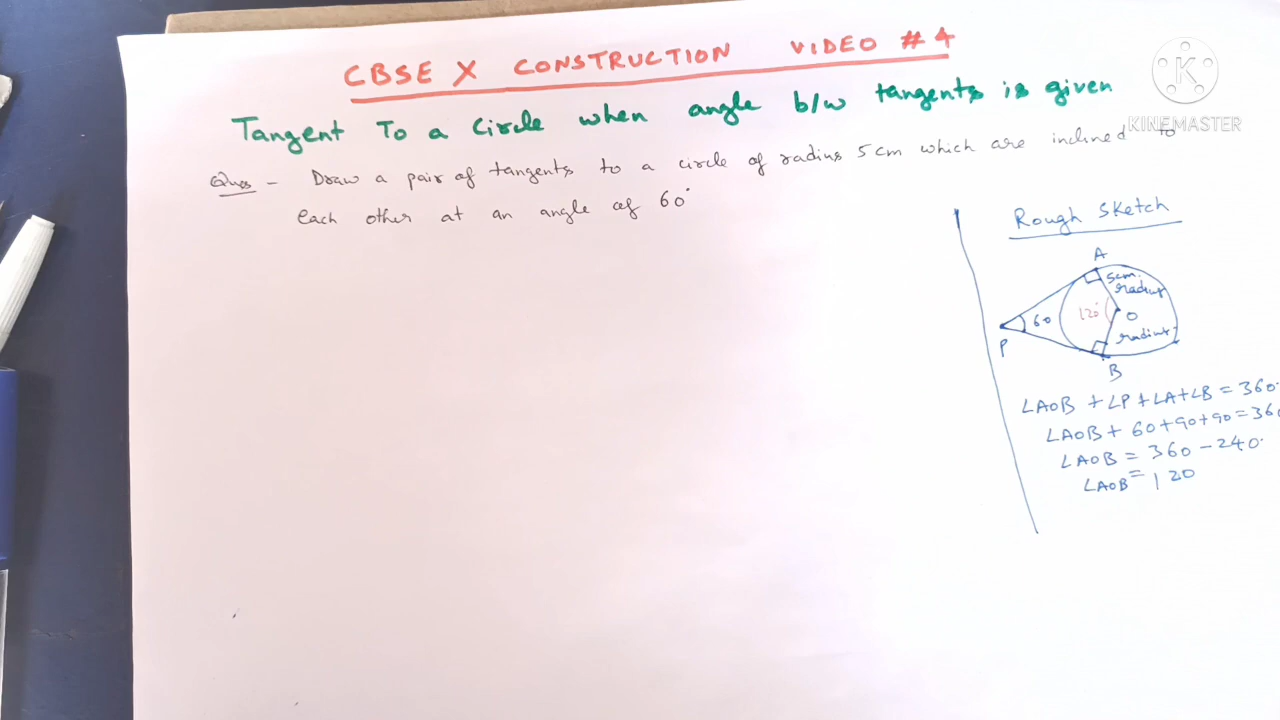 CBSE X CONSTRUCTION VIDEO #4
K
KINEMASTER
Tangent To a Circle when angle b/w tangents is given
Ques - Draw a pair of tangents to a circle of radius 5 cm which are inclined to
each other at an angle of 60°
Rough Sketch
A
5cm.
radius
60
120°
O
radius
P
B
∠AOB + ∠P + ∠A + ∠B = 360°
∠AOB + 60 + 90 + 90 = 360
∠AOB = 360 - 240°
∠AOB = 120